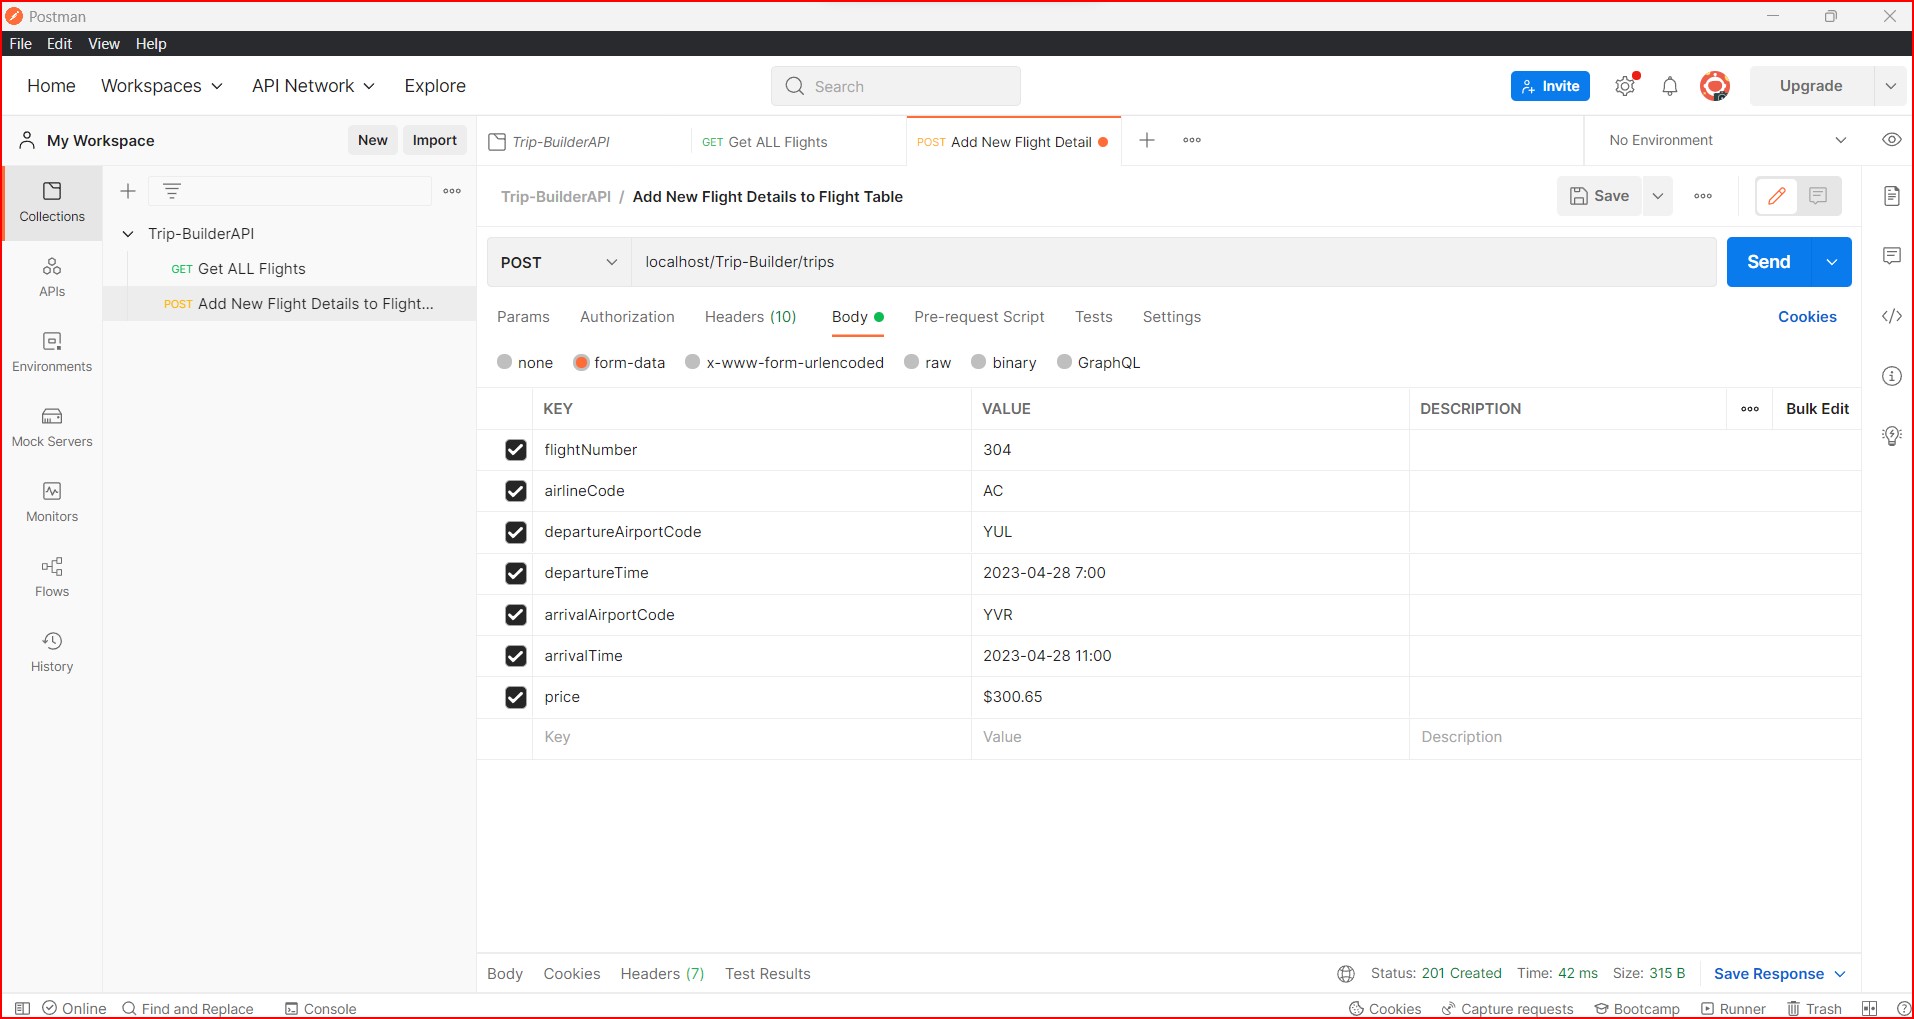 Postman
File Edit View Help
Home Workspaces API Network Explore Search Invite Upgrade
My Workspace New Import Trip-BuilderAPI GET Get ALL Flights POST Add New Flight Detail No Environment
Trip-BuilderAPI / Add New Flight Details to Flight Table Save
Collections
Trip-BuilderAPI
GET Get ALL Flights
POST Add New Flight Details to Flight...
APIs
Environments
Mock Servers
Monitors
Flows
History
POST localhost/Trip-Builder/trips Send
Params Authorization Headers (10) Body Pre-request Script Tests Settings Cookies
none form-data x-www-form-urlencoded raw binary GraphQL
KEY VALUE DESCRIPTION Bulk Edit
flightNumber 304
airlineCode AC
departureAirportCode YUL
departureTime 2023-04-28 7:00
arrivalAirportCode YVR
arrivalTime 2023-04-28 11:00
price $300.65
Key Value Description
Body Cookies Headers (7) Test Results Status: 201 Created Time: 42 ms Size: 315 B Save Response
Online Find and Replace Console Cookies Capture requests Bootcamp Runner Trash